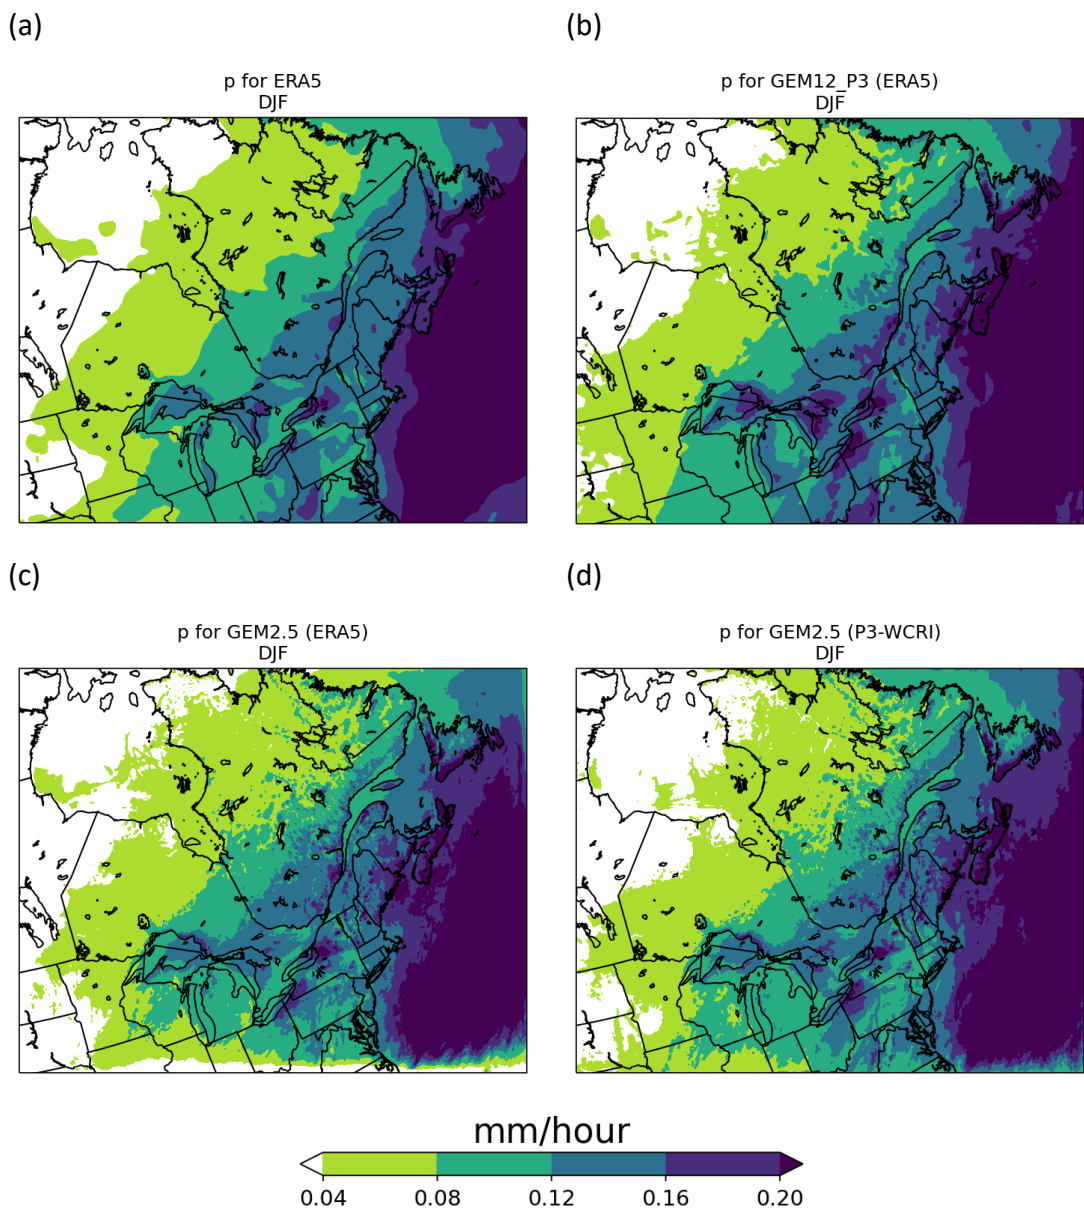 (a)
(b)
p for ERA5
DJF
p for GEM12_P3 (ERA5)
DJF
(c)
(d)
p for GEM2.5 (ERA5)
DJF
p for GEM2.5 (P3-WCRI)
DJF
mm/hour
0.04 0.08 0.12 0.16 0.20